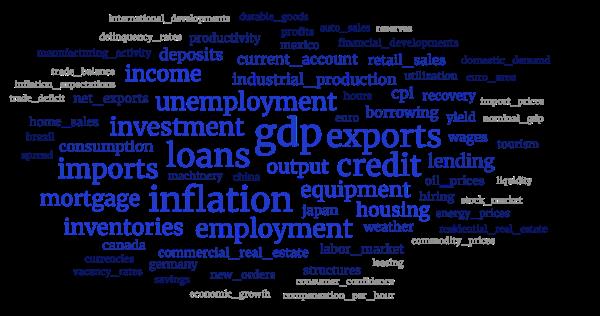 international_developments durable_goods
delinquency_rates productivity profits auto_sales reserves
manufacturing_activity deposits mexico financial_developments
trade_balance income current_account retail_sales domestic_demand
inflation_expectations industrial_production utilization euro_area
trade_deficit net_exports unemployment hours cpi recovery import_prices
home_sales investment gdp euro borrowing yield nominal_gdp
brazil consumption loans exports wages tourism
spread imports machinery china output credit lending
mortgage inflation equipment oil_prices liquidity
inventories employment japan housing hiring stock_market
canada weather energy_prices
currencies commercial_real_estate labor_market residential_real_estate
vacancy_rates germany new_orders structures leasing commodity_prices
savings consumer_confidence
economic_growth compensation_per_hour